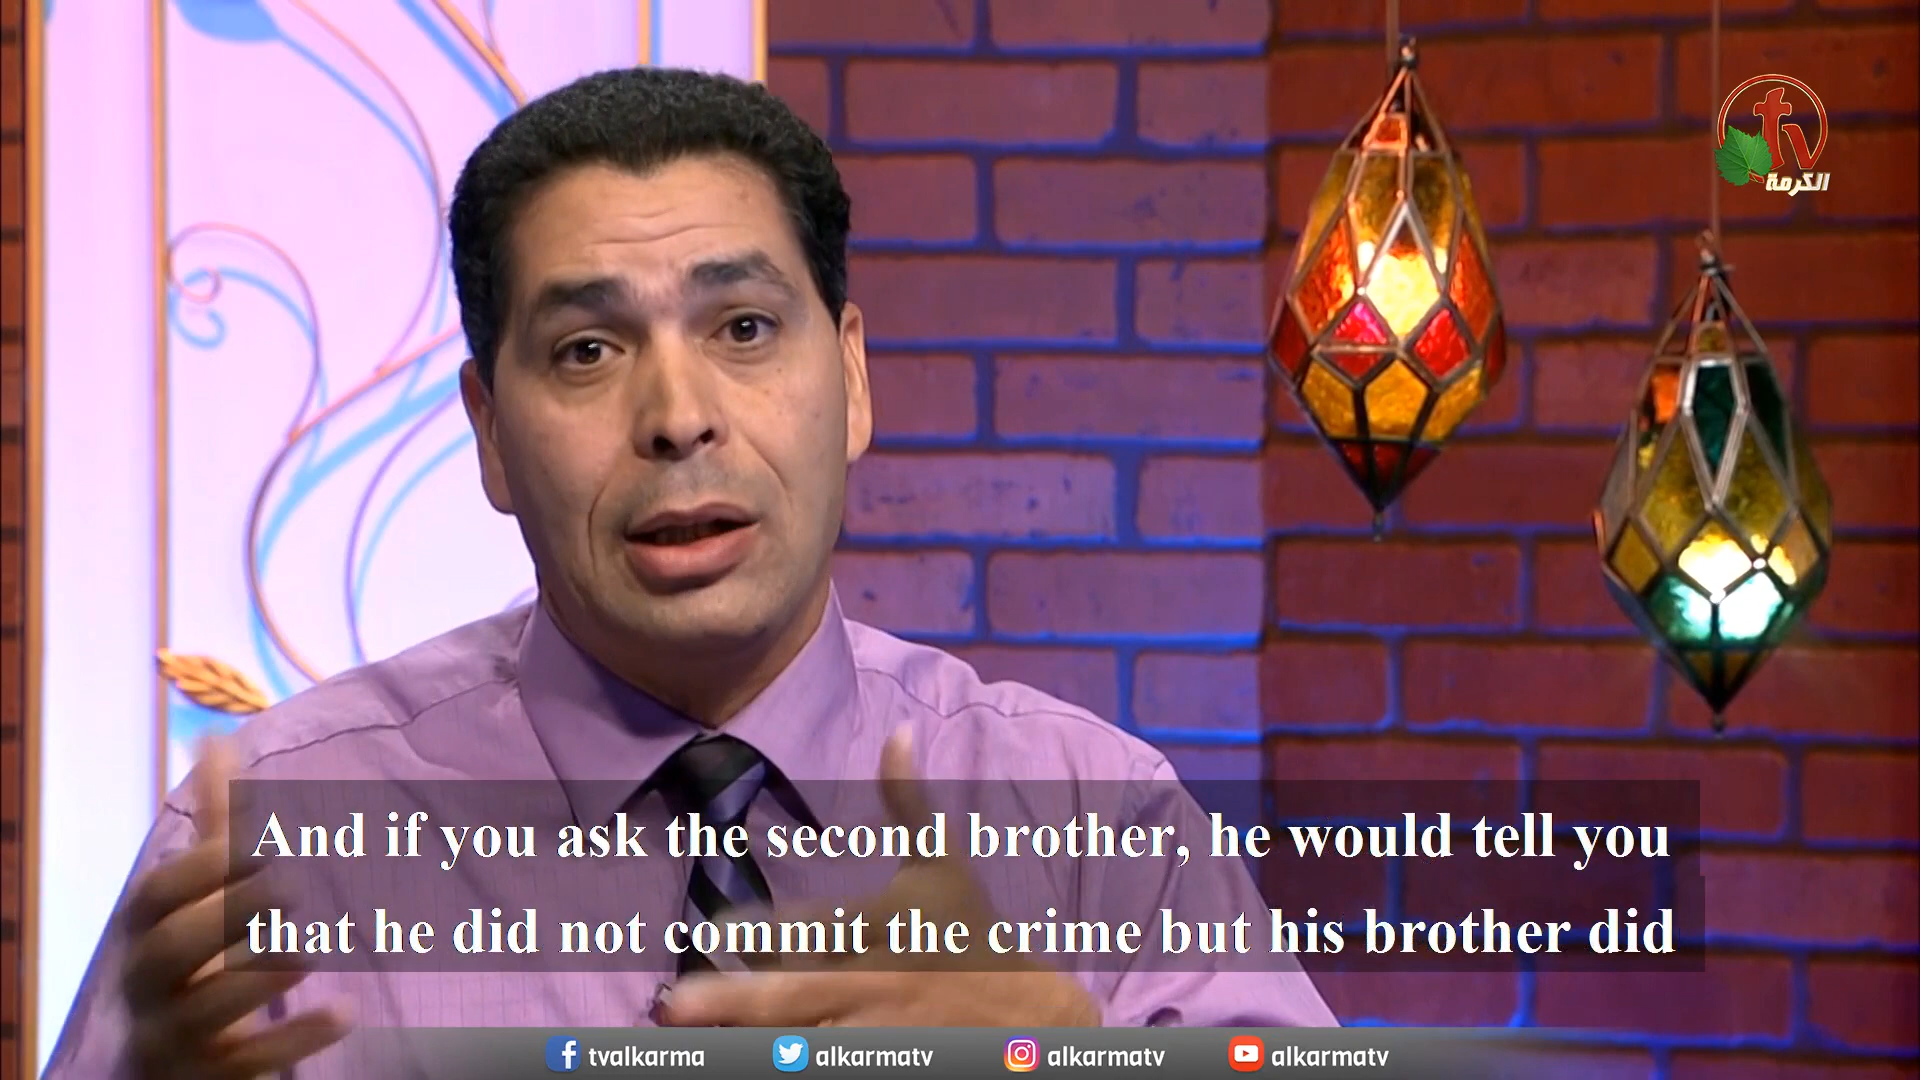 tv
الكرمة
And if you ask the second brother, he would tell you
that he did not commit the crime but his brother did
tvalkarma
alkarmatv
alkarmatv
alkarmatv